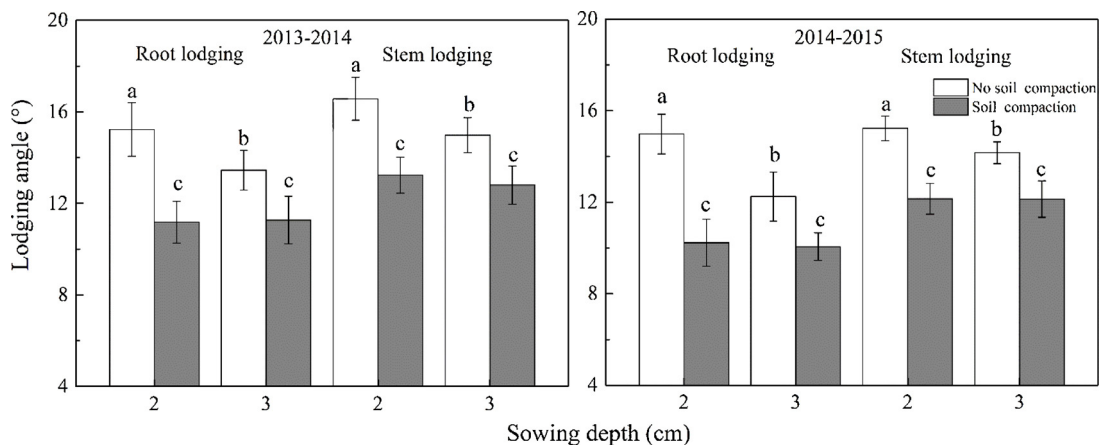 20
16
12
8
4
Lodging angle (°)
2013-2014
Root lodging
Stem lodging
a
c
b
c
a
c
b
c
2
3
2
3
20
16
12
8
4
2014-2015
Root lodging
Stem lodging
No soil compaction
Soil compaction
a
c
b
c
a
c
b
c
2
3
2
3
Sowing depth (cm)